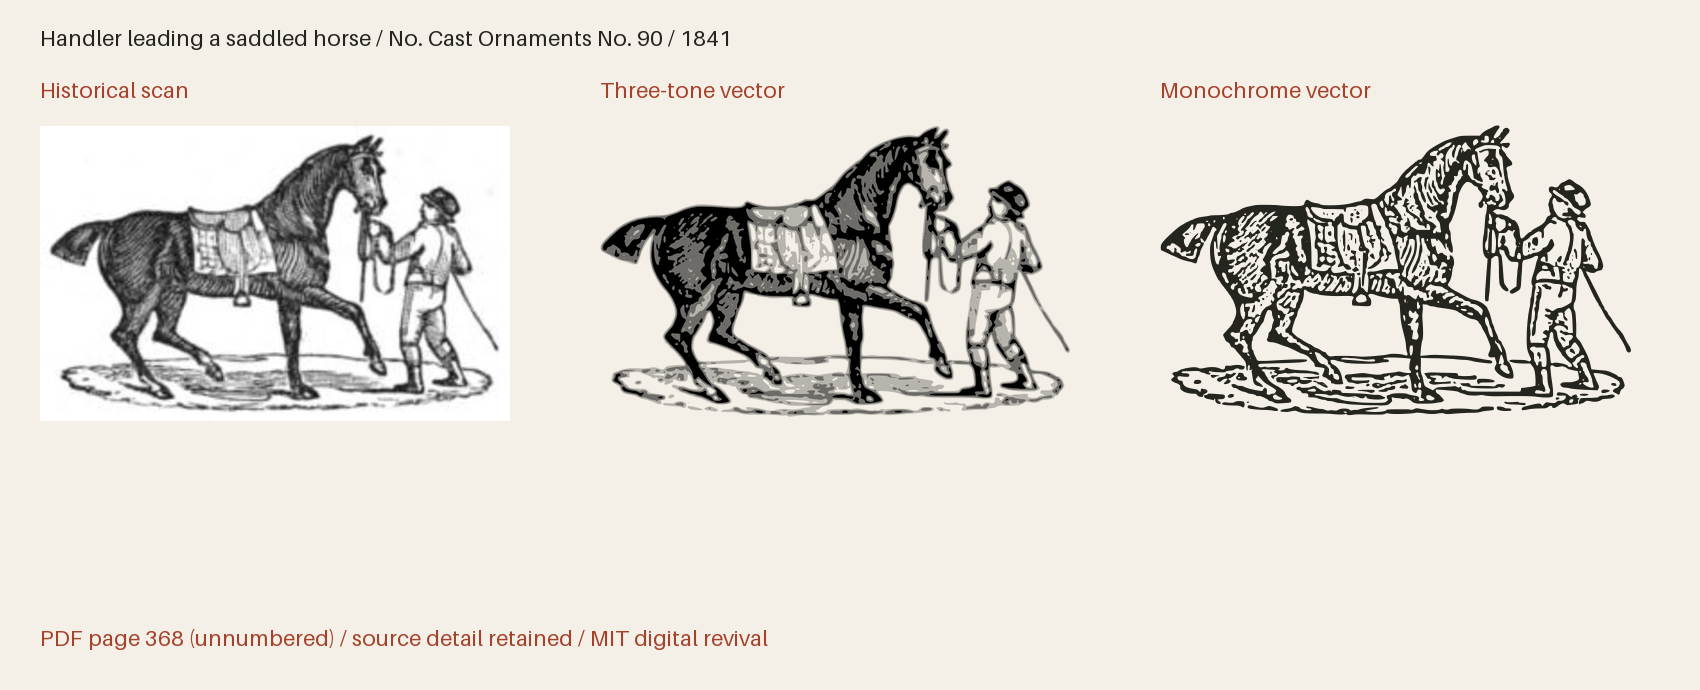 Handler leading a saddled horse / No. Cast Ornaments No. 90 / 1841
Historical scan
Three-tone vector
Monochrome vector
PDF page 368 (unnumbered) / source detail retained / MIT digital revival